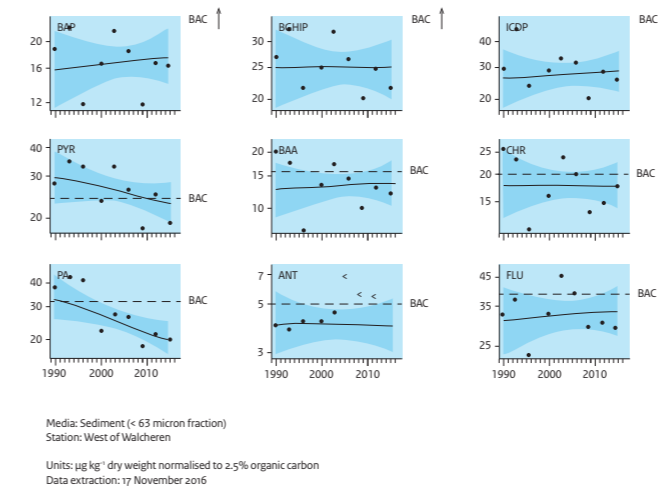 BAP
BAC
20
16
12
BGHIP
BAC
30
25
20
ICDP
BAC
40
30
20
PYR
BAC
40
30
20
BAA
BAC
20
15
10
CHR
BAC
25
20
15
PA
BAC
40
30
20
1990 2000 2010
ANT
BAC
7
5
3
<
<
<
1990 2000 2010
FLU
BAC
45
35
25
1990 2000 2010
Media: Sediment (< 63 micron fraction)
Station: West of Walcheren
Units: µg kg⁻¹ dry weight normalised to 2.5% organic carbon
Data extraction: 17 November 2016